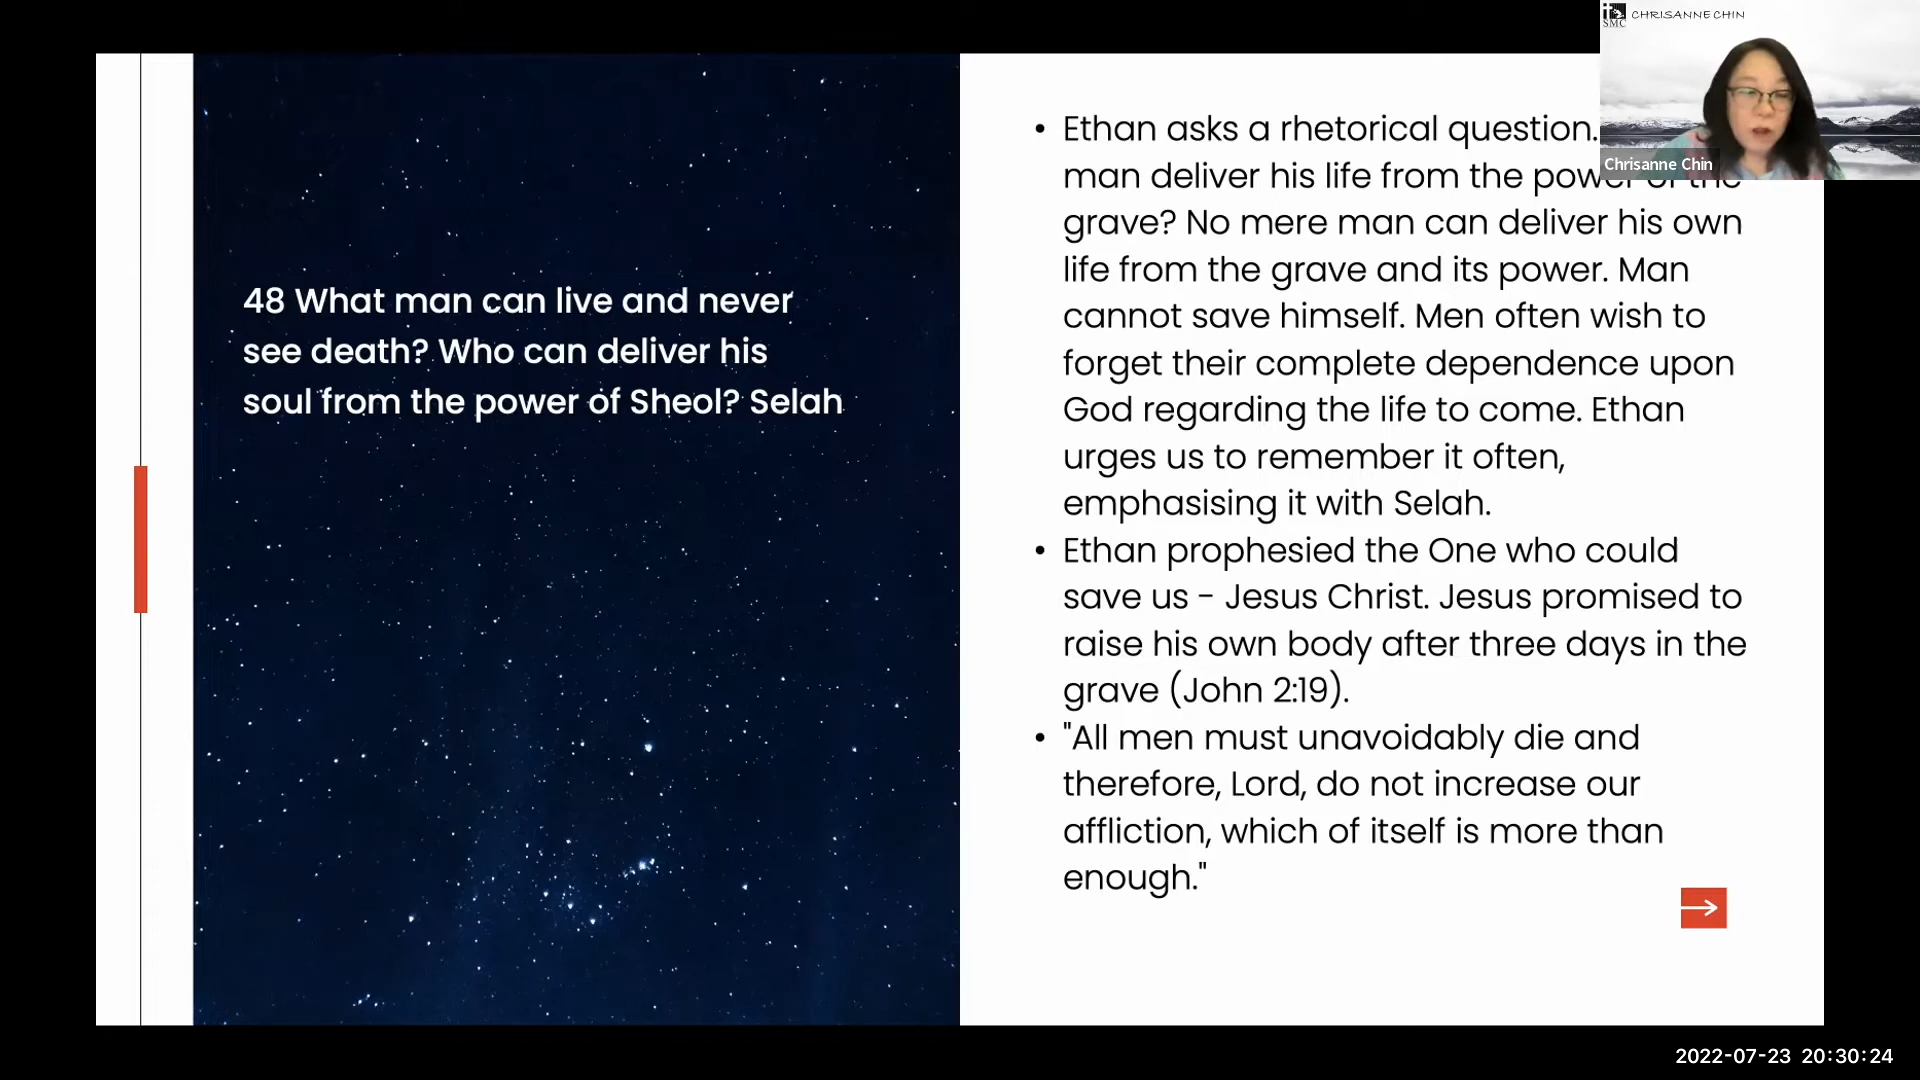 SMC
CHRISANNE CHIN
Chrisanne Chin
48 What man can live and never
see death? Who can deliver his
soul from the power of Sheol? Selah
• Ethan asks a rhetorical question.
man deliver his life from the power of the
grave? No mere man can deliver his own
life from the grave and its power. Man
cannot save himself. Men often wish to
forget their complete dependence upon
God regarding the life to come. Ethan
urges us to remember it often,
emphasising it with Selah.
• Ethan prophesied the One who could
save us - Jesus Christ. Jesus promised to
raise his own body after three days in the
grave (John 2:19).
• "All men must unavoidably die and
therefore, Lord, do not increase our
affliction, which of itself is more than
enough."
2022-07-23 20:30:24